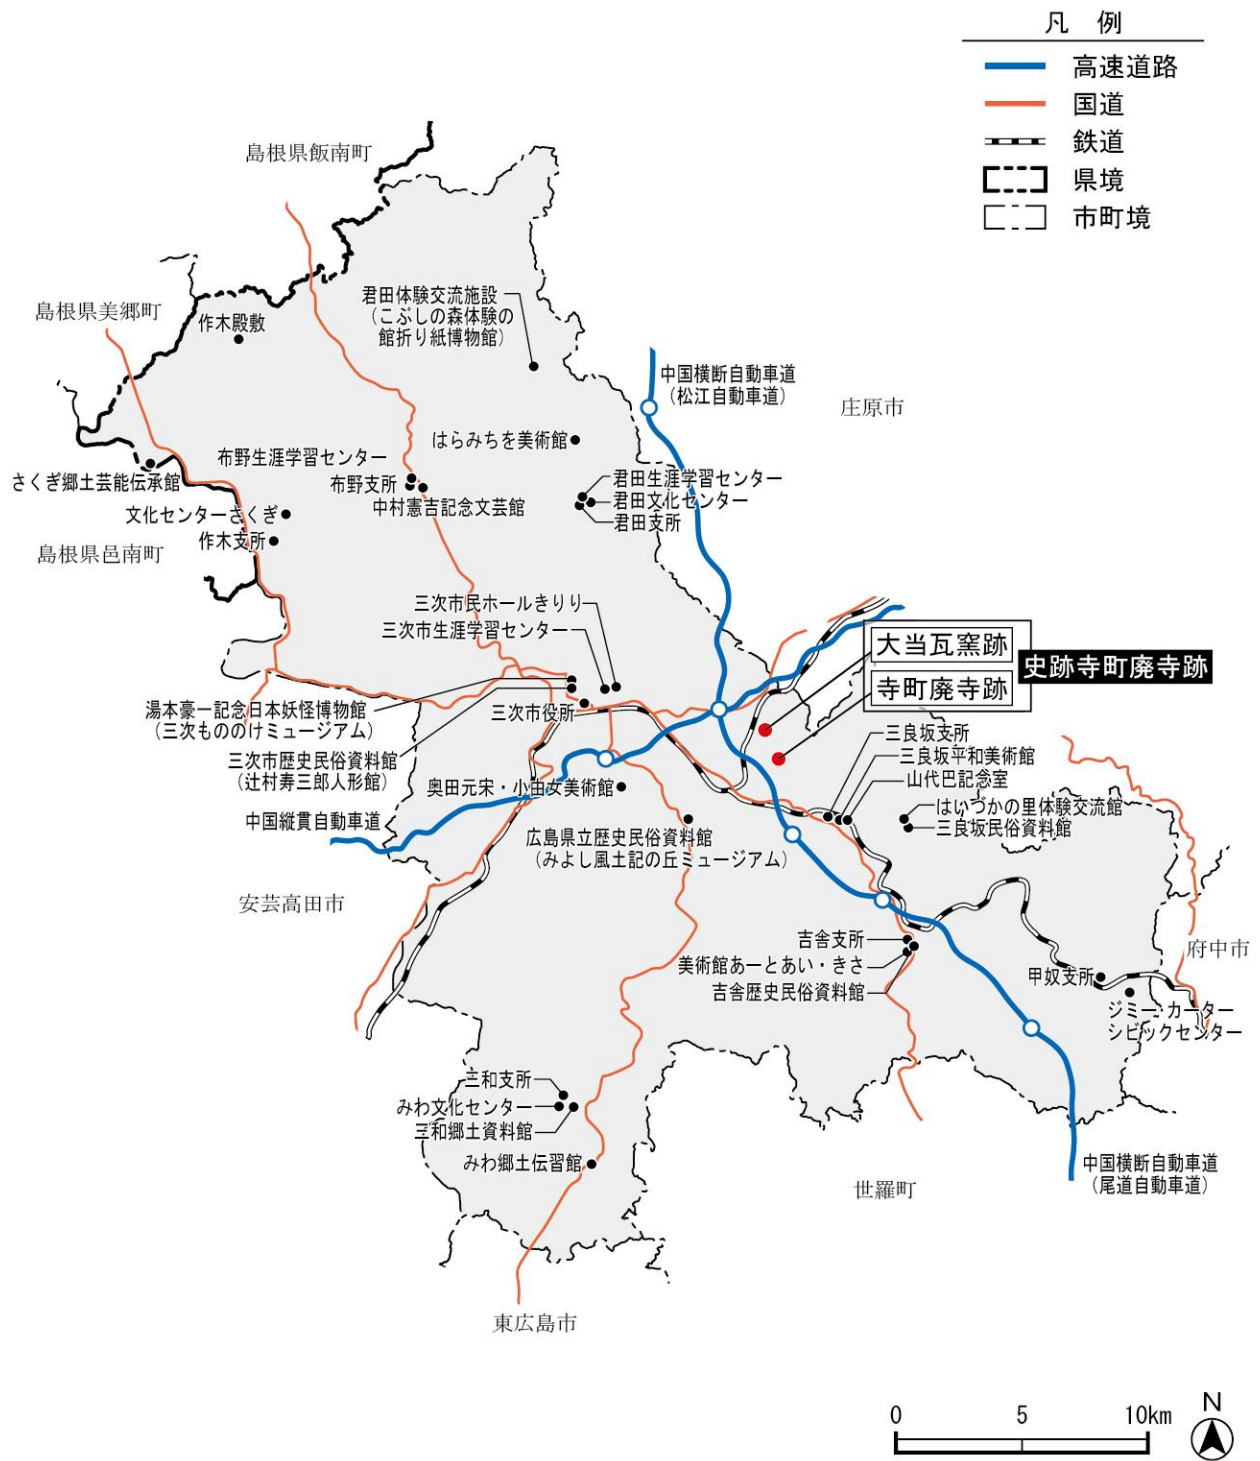 凡 例
高速道路
国道
鉄道
県境
市町境
島根県飯南町
島根県美郷町
作木殿敷
君田体験交流施設
（こぶしの森体験の
館折り紙博物館）
中国横断自動車道
（松江自動車道）
庄原市
はらみちを美術館
布野生涯学習センター
布野支所
中村憲吉記念文芸館
さくぎ郷土芸能伝承館
君田生涯学習センター
君田文化センター
君田支所
文化センターさくぎ
作木支所
島根県邑南町
三次市民ホールきりり
三次市生涯学習センター
大当瓦窯跡
寺町廃寺跡
史跡寺町廃寺跡
湯本豪一記念日本妖怪博物館
（三次もののけミュージアム）
三次市役所
三次市歴史民俗資料館
（辻村寿三郎人形館）
三良坂支所
三良坂平和美術館
山代巴記念室
はいづかの里体験交流館
三良坂民俗資料館
奥田元宋・小由女美術館
中国縦貫自動車道
広島県立歴史民俗資料館
（みよし風土記の丘ミュージアム）
安芸高田市
吉舎支所
美術館あーとあい・きさ
吉舎歴史民俗資料館
府中市
甲奴支所
ジミー・カーター
シビックセンター
三和支所
みわ文化センター
三和郷土資料館
みわ郷土伝習館
中国横断自動車道
（尾道自動車道）
世羅町
東広島市
0 5 10km
N